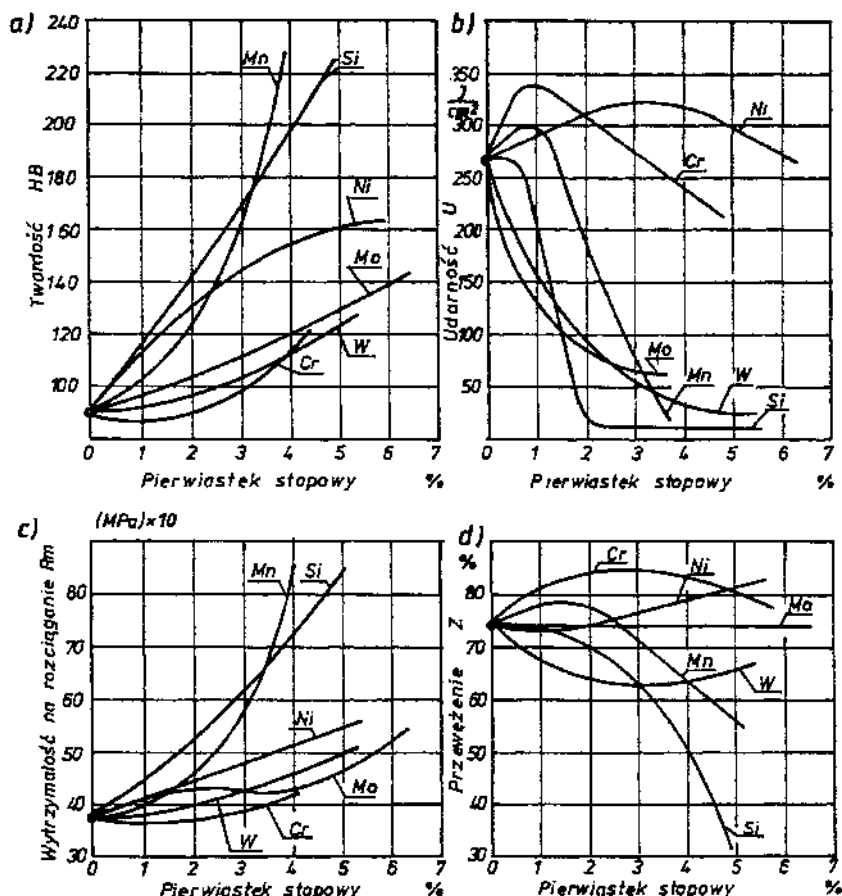 a)
240
220
200
180
160
140
120
100
80
Twardość HB
Mn
Si
Ni
Mo
W
Cr
0 1 2 3 4 5 6 7
Pierwiastek stopowy %
b)
350
J/cm²
300
250
200
150
100
50
Udarność U
Ni
Cr
Mo
Mn
W
Si
0 1 2 3 4 5 6 7
Pierwiastek stopowy %
c)
(MPa)×10
80
70
60
50
40
30
Wytrzymałość na rozciąganie Rm
Mn
Si
Ni
Mo
W
Cr
0 1 2 3 4 5 6 7
Pierwiastek stopowy %
d)
%
80
70
60
50
40
30
Przewężenie Z
Cr
Ni
Mo
Mn
W
Si
0 1 2 3 4 5 6 7
Pierwiastek stopowy %